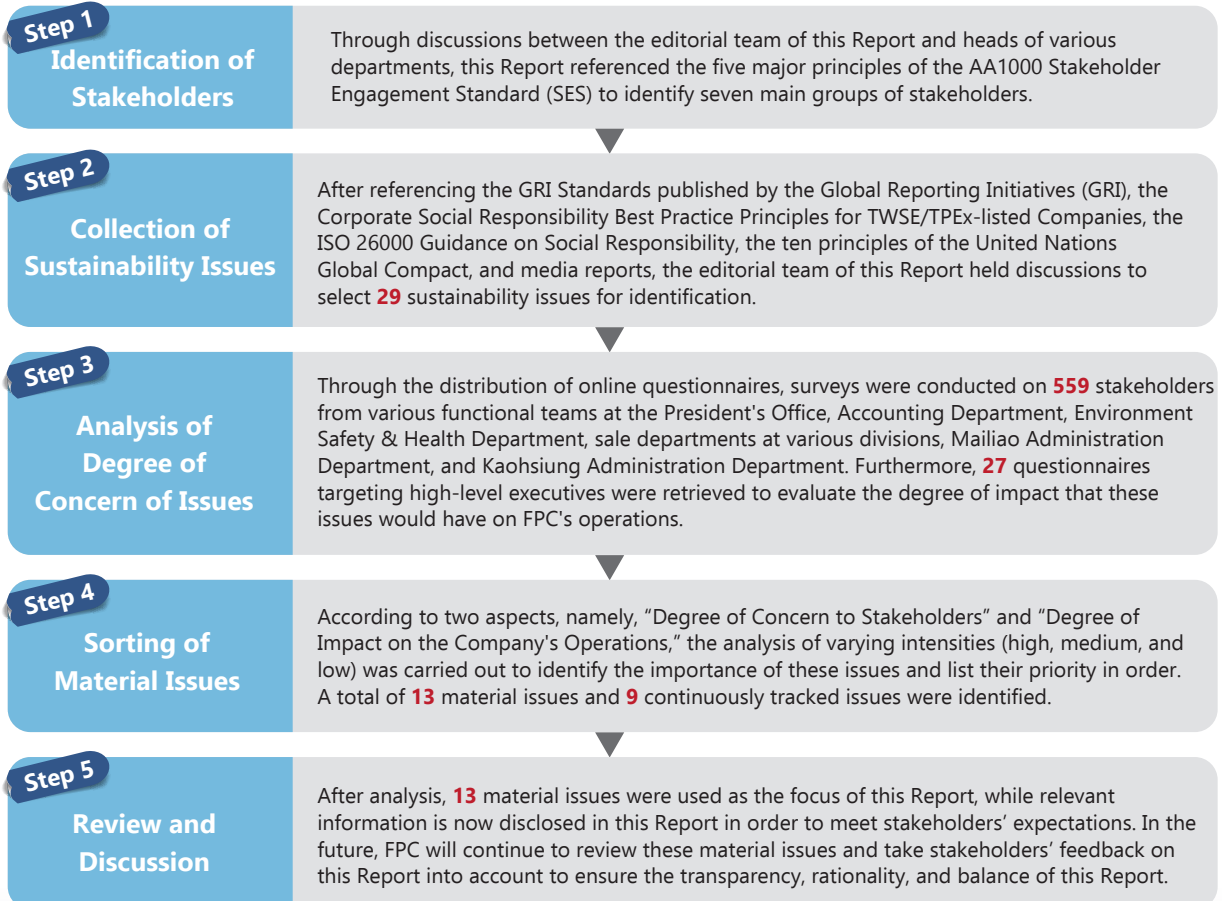 Step 1
Identification of
Stakeholders
Through discussions between the editorial team of this Report and heads of various
departments, this Report referenced the five major principles of the AA1000 Stakeholder
Engagement Standard (SES) to identify seven main groups of stakeholders.
Step 2
Collection of
Sustainability Issues
After referencing the GRI Standards published by the Global Reporting Initiatives (GRI), the
Corporate Social Responsibility Best Practice Principles for TWSE/TPEx-listed Companies, the
ISO 26000 Guidance on Social Responsibility, the ten principles of the United Nations
Global Compact, and media reports, the editorial team of this Report held discussions to
select 29 sustainability issues for identification.
Step 3
Analysis of
Degree of
Concern of Issues
Through the distribution of online questionnaires, surveys were conducted on 559 stakeholders
from various functional teams at the President's Office, Accounting Department, Environment
Safety & Health Department, sale departments at various divisions, Mailiao Administration
Department, and Kaohsiung Administration Department. Furthermore, 27 questionnaires
targeting high-level executives were retrieved to evaluate the degree of impact that these
issues would have on FPC's operations.
Step 4
Sorting of
Material Issues
According to two aspects, namely, “Degree of Concern to Stakeholders” and “Degree of
Impact on the Company's Operations,” the analysis of varying intensities (high, medium, and
low) was carried out to identify the importance of these issues and list their priority in order.
A total of 13 material issues and 9 continuously tracked issues were identified.
Step 5
Review and
Discussion
After analysis, 13 material issues were used as the focus of this Report, while relevant
information is now disclosed in this Report in order to meet stakeholders’ expectations. In the
future, FPC will continue to review these material issues and take stakeholders’ feedback on
this Report into account to ensure the transparency, rationality, and balance of this Report.